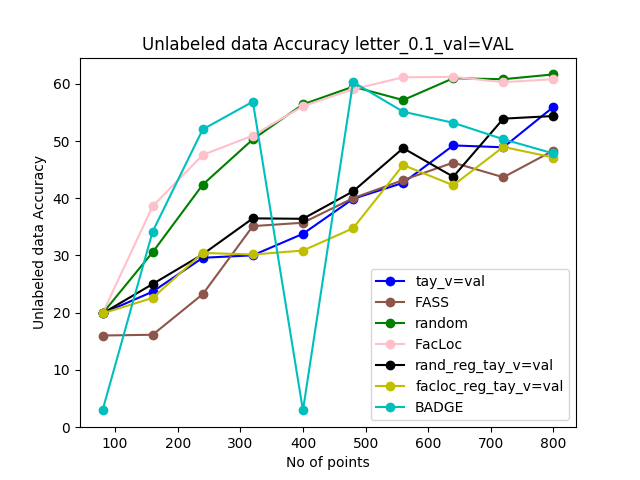 Unlabeled data Accuracy letter_0.1_val=VAL
Unlabeled data Accuracy
60
50
40
30
20
10
0
100 200 300 400 500 600 700 800
No of points
tay_v=val
FASS
random
FacLoc
rand_reg_tay_v=val
facloc_reg_tay_v=val
BADGE